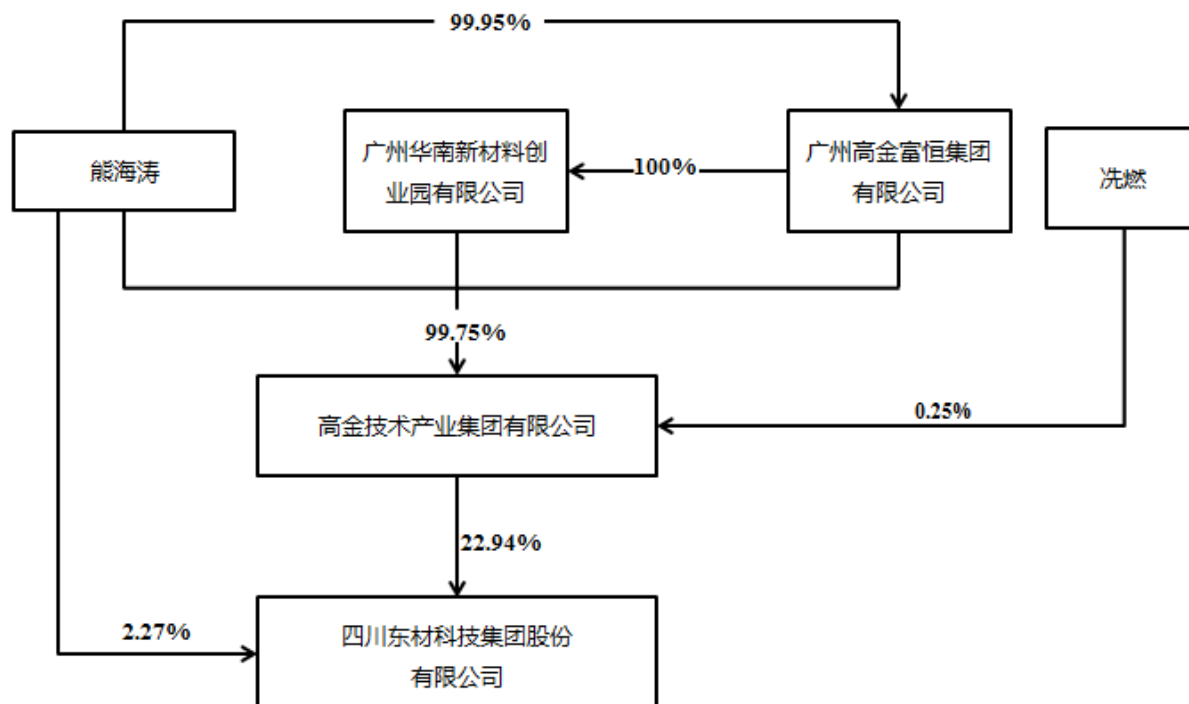 99.95%
熊海涛
广州华南新材料创
业园有限公司
100%
广州高金富恒集团
有限公司
冼燃
99.75%
高金技术产业集团有限公司
0.25%
22.94%
2.27%
四川东材科技集团股份
有限公司